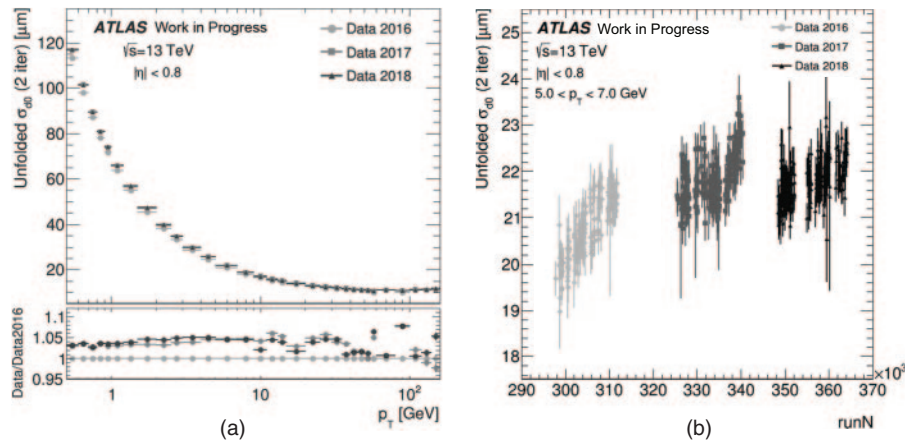 ATLAS Work in Progress
√s=13 TeV
|η| < 0.8
Data 2016
Data 2017
Data 2018
Unfolded σd0 (2 iter) [μm]
120
100
80
60
40
20
Data/Data2016
1.1
1.05
1
0.95
1
10
10²
pT [GeV]
(a)
ATLAS Work in Progress
√s=13 TeV
|η| < 0.8
5.0 < pT < 7.0 GeV
Data 2016
Data 2017
Data 2018
Unfolded σd0 (2 iter) [μm]
25
24
23
22
21
20
19
18
290 300 310 320 330 340 350 360 370
×10³
runN
(b)